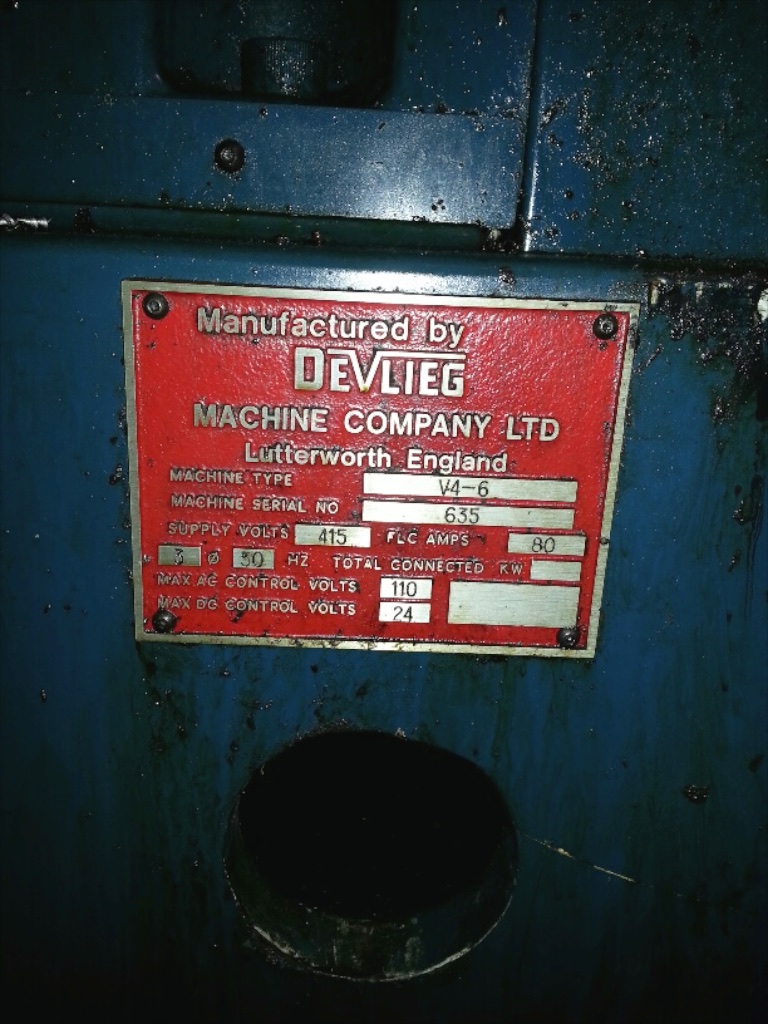 Manufactured by
DEVLIEG
MACHINE COMPANY LTD
Lutterworth England
MACHINE TYPE V4-6
MACHINE SERIAL NO 635
SUPPLY VOLTS 415 FLC AMPS 80
3 Ø 50 HZ TOTAL CONNECTED KW
MAX AC CONTROL VOLTS 110
MAX DC CONTROL VOLTS 24